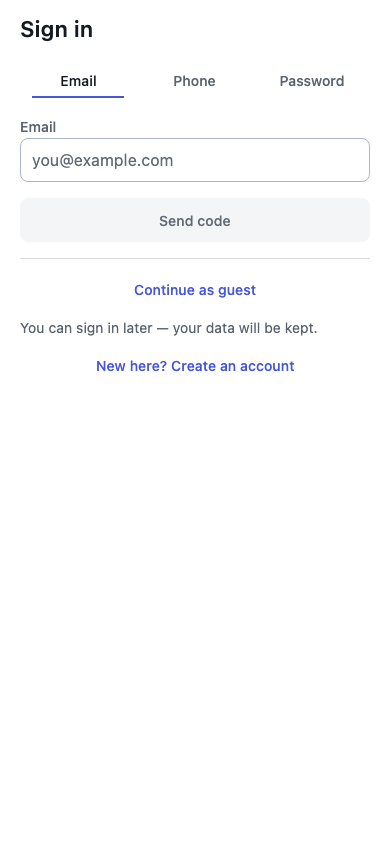 Sign in
Email Phone Password
Email
you@example.com
Send code
Continue as guest
You can sign in later — your data will be kept.
New here? Create an account